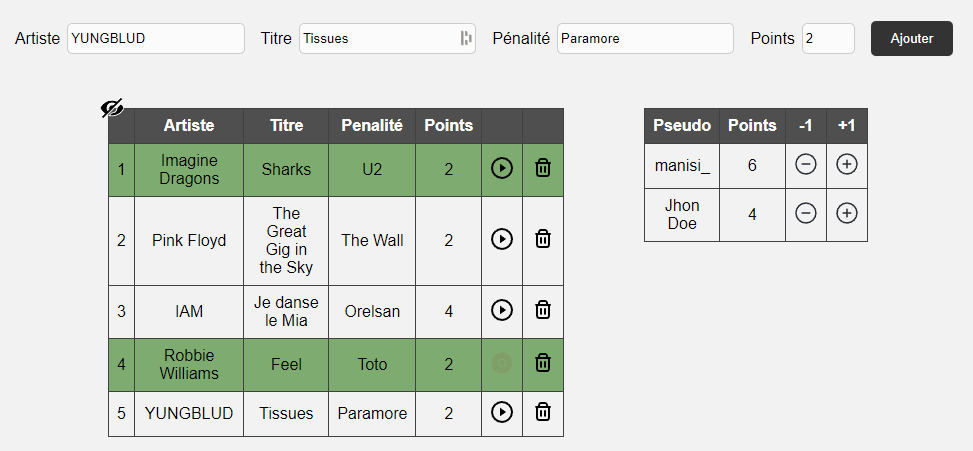 Artiste YUNGBLUD Titre Tissues Pénalité Paramore Points 2 Ajouter
Artiste Titre Penalité Points
1 Imagine Dragons Sharks U2 2
2 Pink Floyd The Great Gig in the Sky The Wall 2
3 IAM Je danse le Mia Orelsan 4
4 Robbie Williams Feel Toto 2
5 YUNGBLUD Tissues Paramore 2
Pseudo Points -1 +1
manisi_ 6
Jhon Doe 4